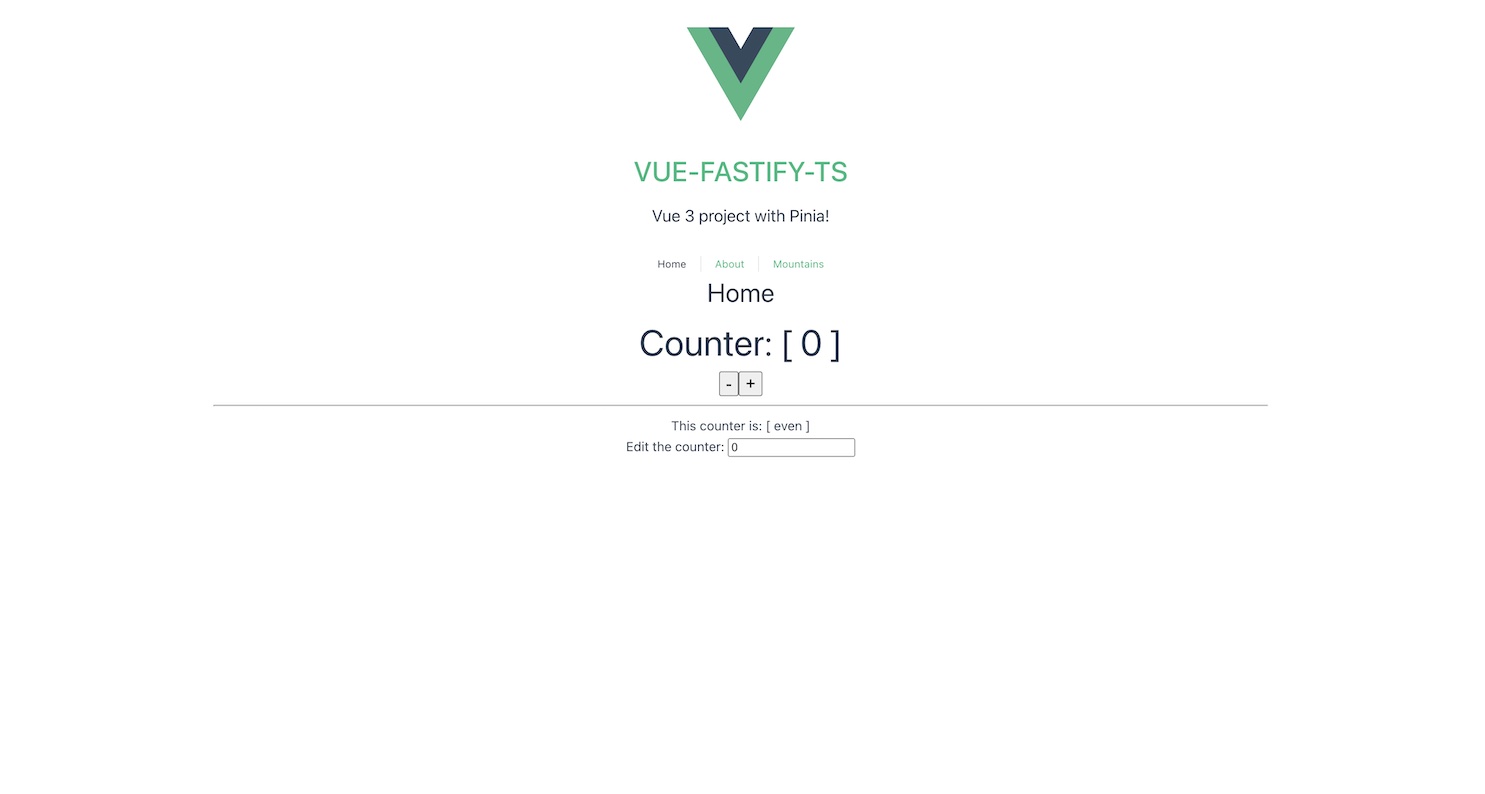 VUE-FASTIFY-TS
Vue 3 project with Pinia!
Home About Mountains
Home
Counter: [ 0 ]
- +
This counter is: [ even ]
Edit the counter: 0